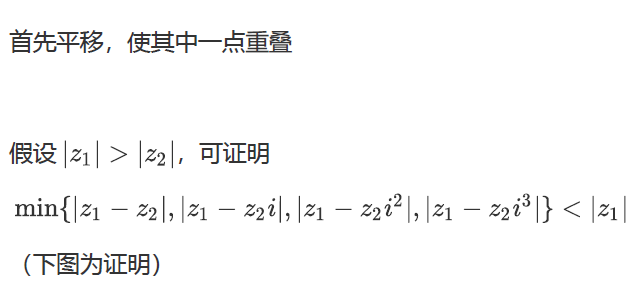 首先平移，使其中一点重叠
假设 |z₁| > |z₂|，可证明
min{|z₁ − z₂|, |z₁ − z₂i|, |z₁ − z₂i²|, |z₁ − z₂i³|} < |z₁|
（下图为证明）